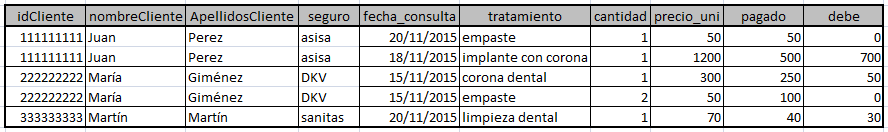 idCliente nombreCliente ApellidosCliente seguro fecha_consulta tratamiento cantidad precio_uni pagado debe
111111111 Juan Perez asisa 20/11/2015 empaste 1 50 50 0
111111111 Juan Perez asisa 18/11/2015 implante con corona 1 1200 500 700
222222222 María Giménez DKV 15/11/2015 corona dental 1 300 250 50
222222222 María Giménez DKV 15/11/2015 empaste 2 50 100 0
333333333 Martín Martín sanitas 20/11/2015 limpieza dental 1 70 40 30